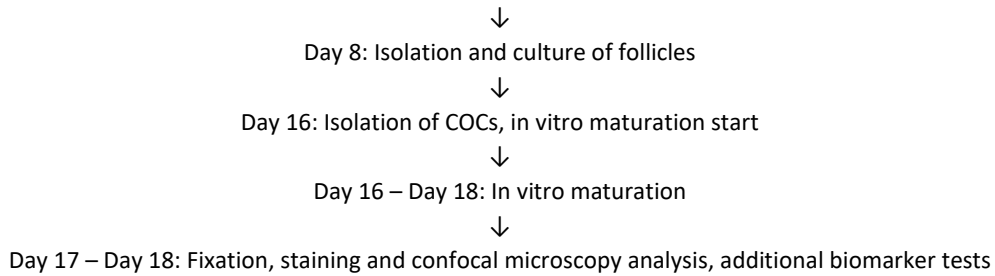 ↓
Day 8: Isolation and culture of follicles
↓
Day 16: Isolation of COCs, in vitro maturation start
↓
Day 16 – Day 18: In vitro maturation
↓
Day 17 – Day 18: Fixation, staining and confocal microscopy analysis, additional biomarker tests